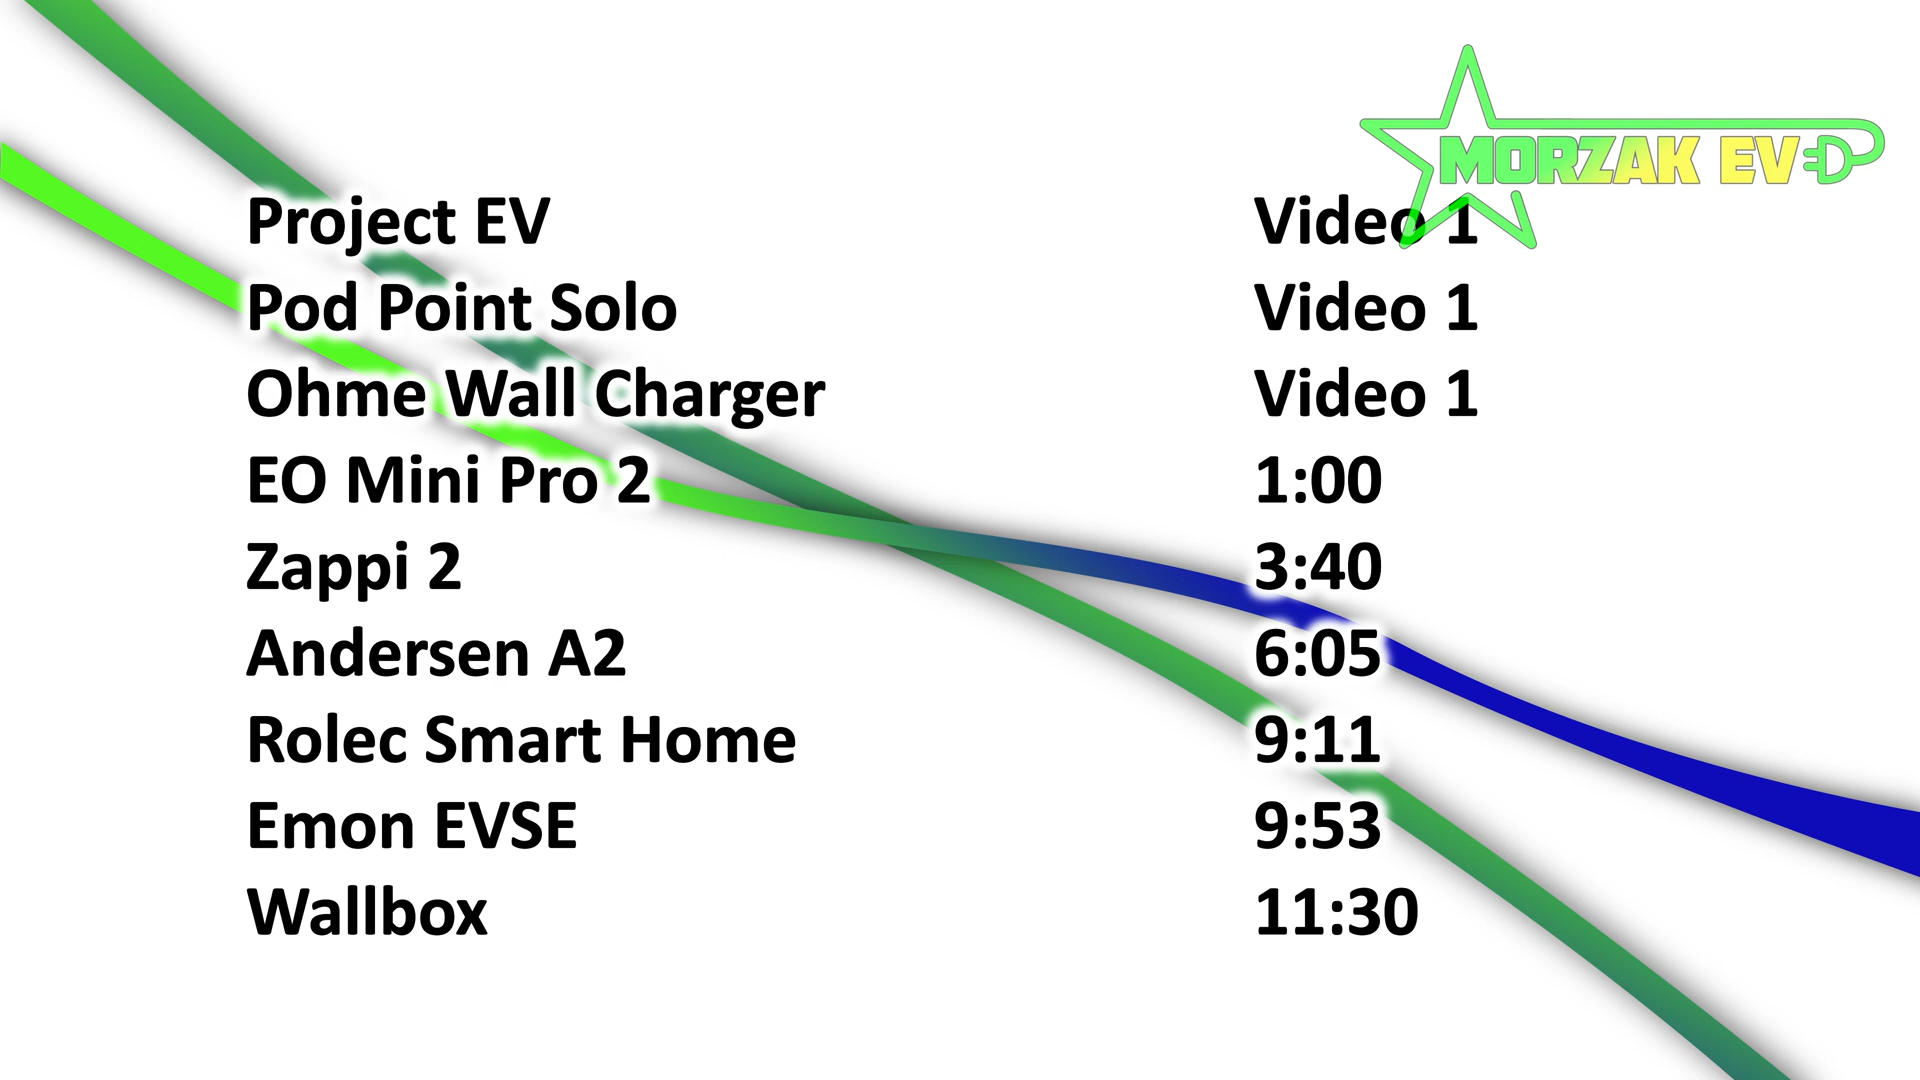 MORZAK EV
Project EV Video 1
Pod Point Solo Video 1
Ohme Wall Charger Video 1
EO Mini Pro 2 1:00
Zappi 2 3:40
Andersen A2 6:05
Rolec Smart Home 9:11
Emon EVSE 9:53
Wallbox 11:30